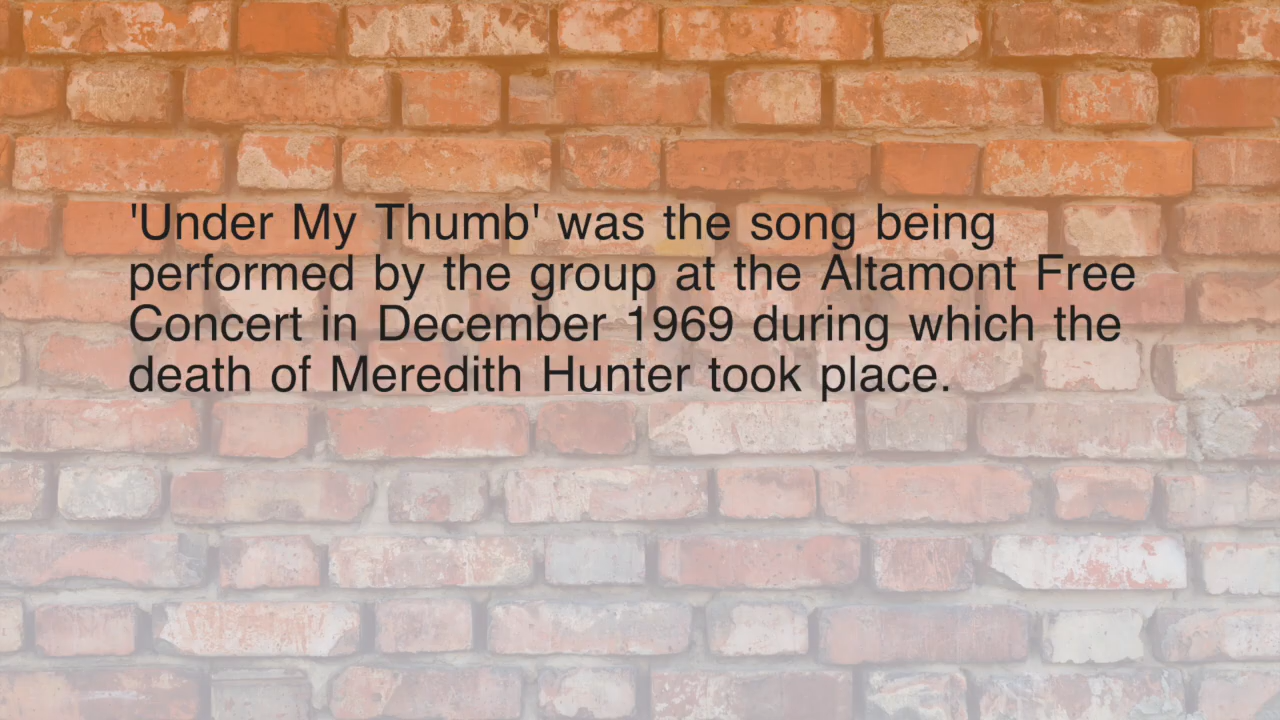 'Under My Thumb' was the song being
performed by the group at the Altamont Free
Concert in December 1969 during which the
death of Meredith Hunter took place.